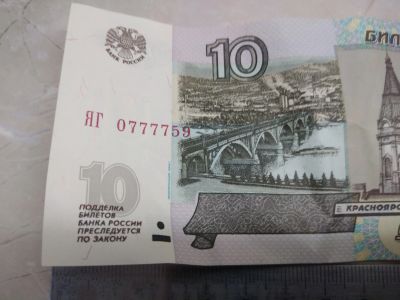 БАНК РОССИИ
10
БИЛ
ЯГ 0777759
10
ПОДДЕЛКА
БИЛЕТОВ
БАНКА РОССИИ
ПРЕСЛЕДУЕТСЯ
ПО ЗАКОНУ
Г. КРАСНОЯРС